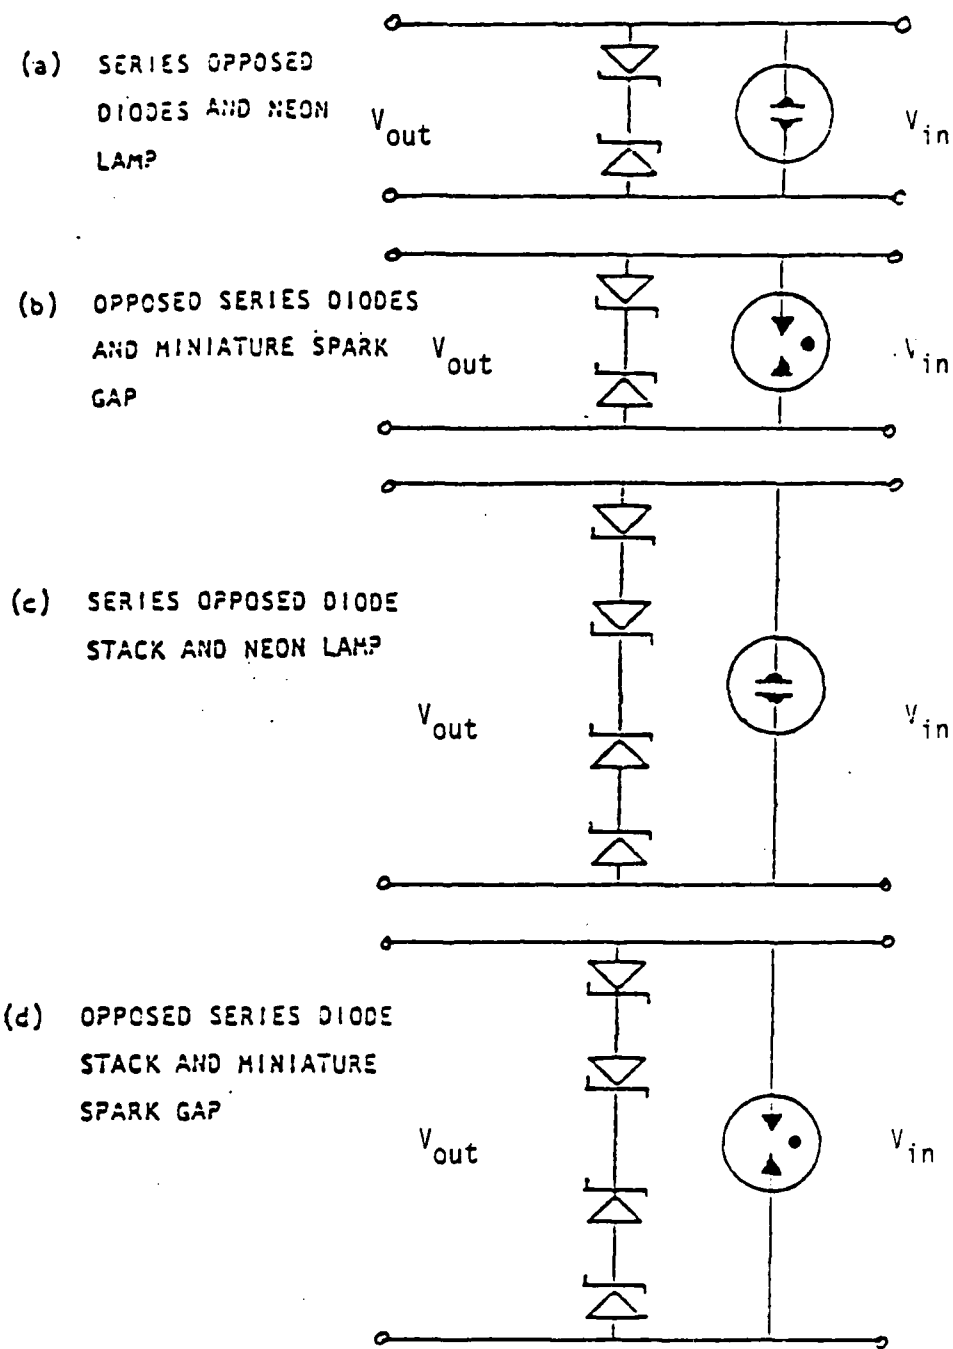 (a) SERIES OPPOSED
DIODES AND NEON
LAMP
V_out
V_in
(b) OPPOSED SERIES DIODES
AND MINIATURE SPARK
GAP
V_out
V_in
(c) SERIES OPPOSED DIODE
STACK AND NEON LAMP
V_out
V_in
(d) OPPOSED SERIES DIODE
STACK AND MINIATURE
SPARK GAP
V_out
V_in